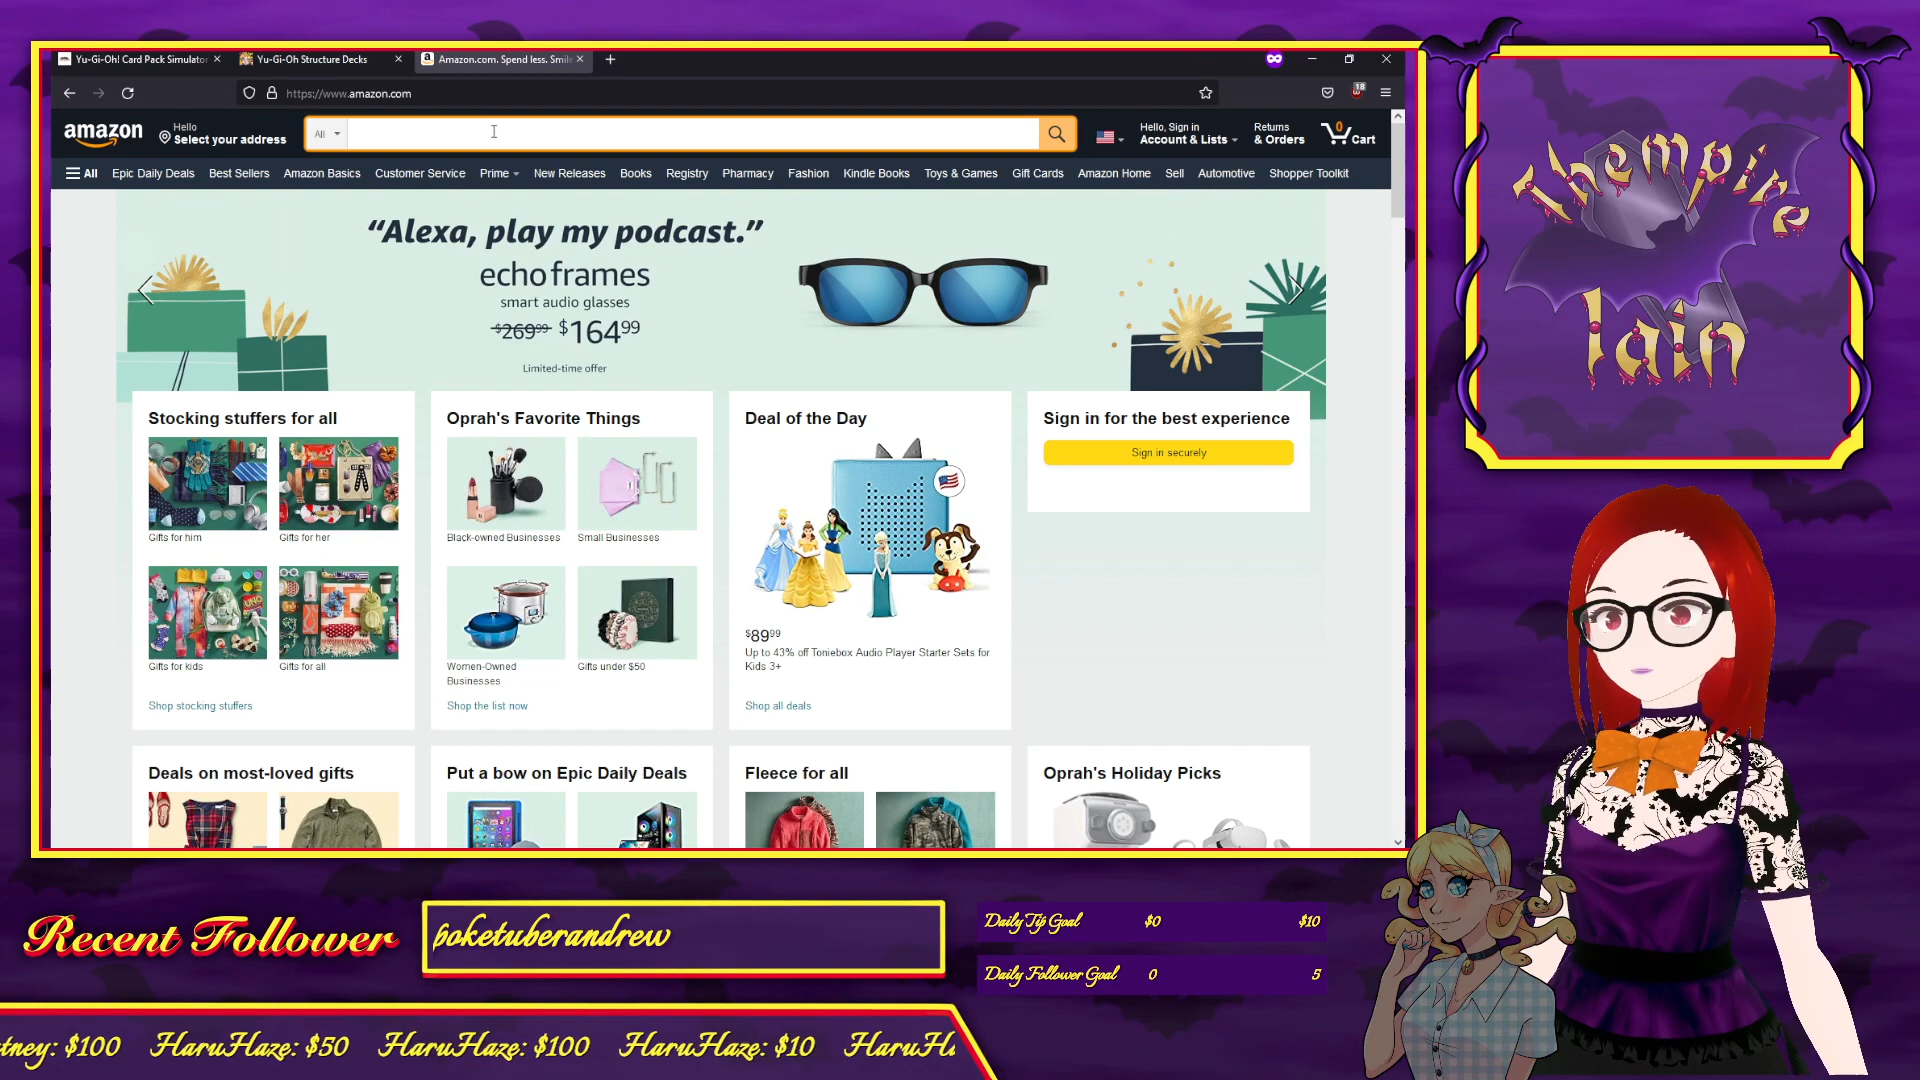 Yu-Gi-Oh! Card Pack Simulator
Yu-Gi-Oh Structure Decks
Amazon.com. Spend less. Smile
https://www.amazon.com
18
amazon
Hello
Select your address
All
Hello, Sign in
Account & Lists
Returns
& Orders
0
Cart
All
Epic Daily Deals
Best Sellers
Amazon Basics
Customer Service
Prime
New Releases
Books
Registry
Pharmacy
Fashion
Kindle Books
Toys & Games
Gift Cards
Amazon Home
Sell
Automotive
Shopper Toolkit
“Alexa, play my podcast.”
echo frames
smart audio glasses
$269⁹⁹ $164⁹⁹
Limited-time offer
Stocking stuffers for all
Gifts for him
Gifts for her
Gifts for kids
Gifts for all
Shop stocking stuffers
Oprah's Favorite Things
Black-owned Businesses
Small Businesses
Women-Owned
Businesses
Gifts under $50
Shop the list now
Deal of the Day
$89⁹⁹
Up to 43% off Toniebox Audio Player Starter Sets for
Kids 3+
Shop all deals
Sign in for the best experience
Sign in securely
Deals on most-loved gifts
Put a bow on Epic Daily Deals
Fleece for all
Oprah's Holiday Picks
UNO
Thempire
lain
Recent Follower
poketuberandrew
Daily Tip Goal $0 $10
Daily Follower Goal 0 5
tney: $100 HaruHaze: $50 HaruHaze: $100 HaruHaze: $10 HaruHa